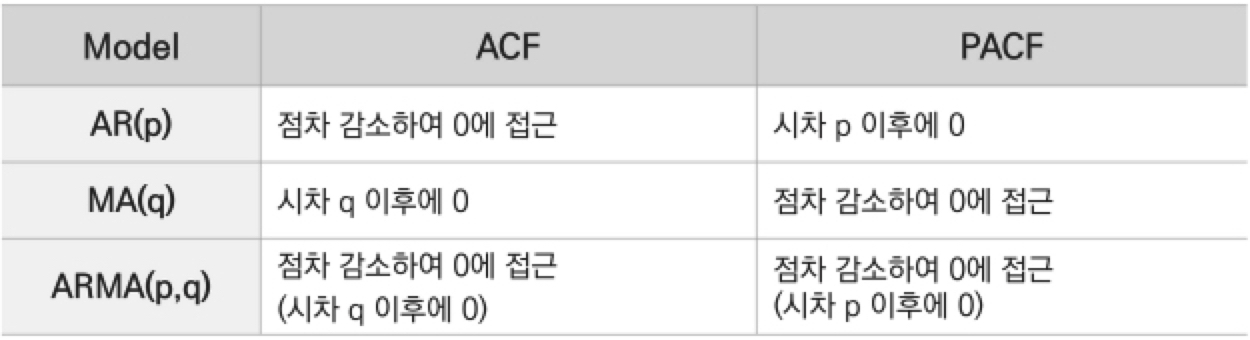 Model ACF PACF
AR(p) 점차 감소하여 0에 접근 시차 p 이후에 0
MA(q) 시차 q 이후에 0 점차 감소하여 0에 접근
ARMA(p,q) 점차 감소하여 0에 접근 점차 감소하여 0에 접근
(시차 q 이후에 0) (시차 p 이후에 0)